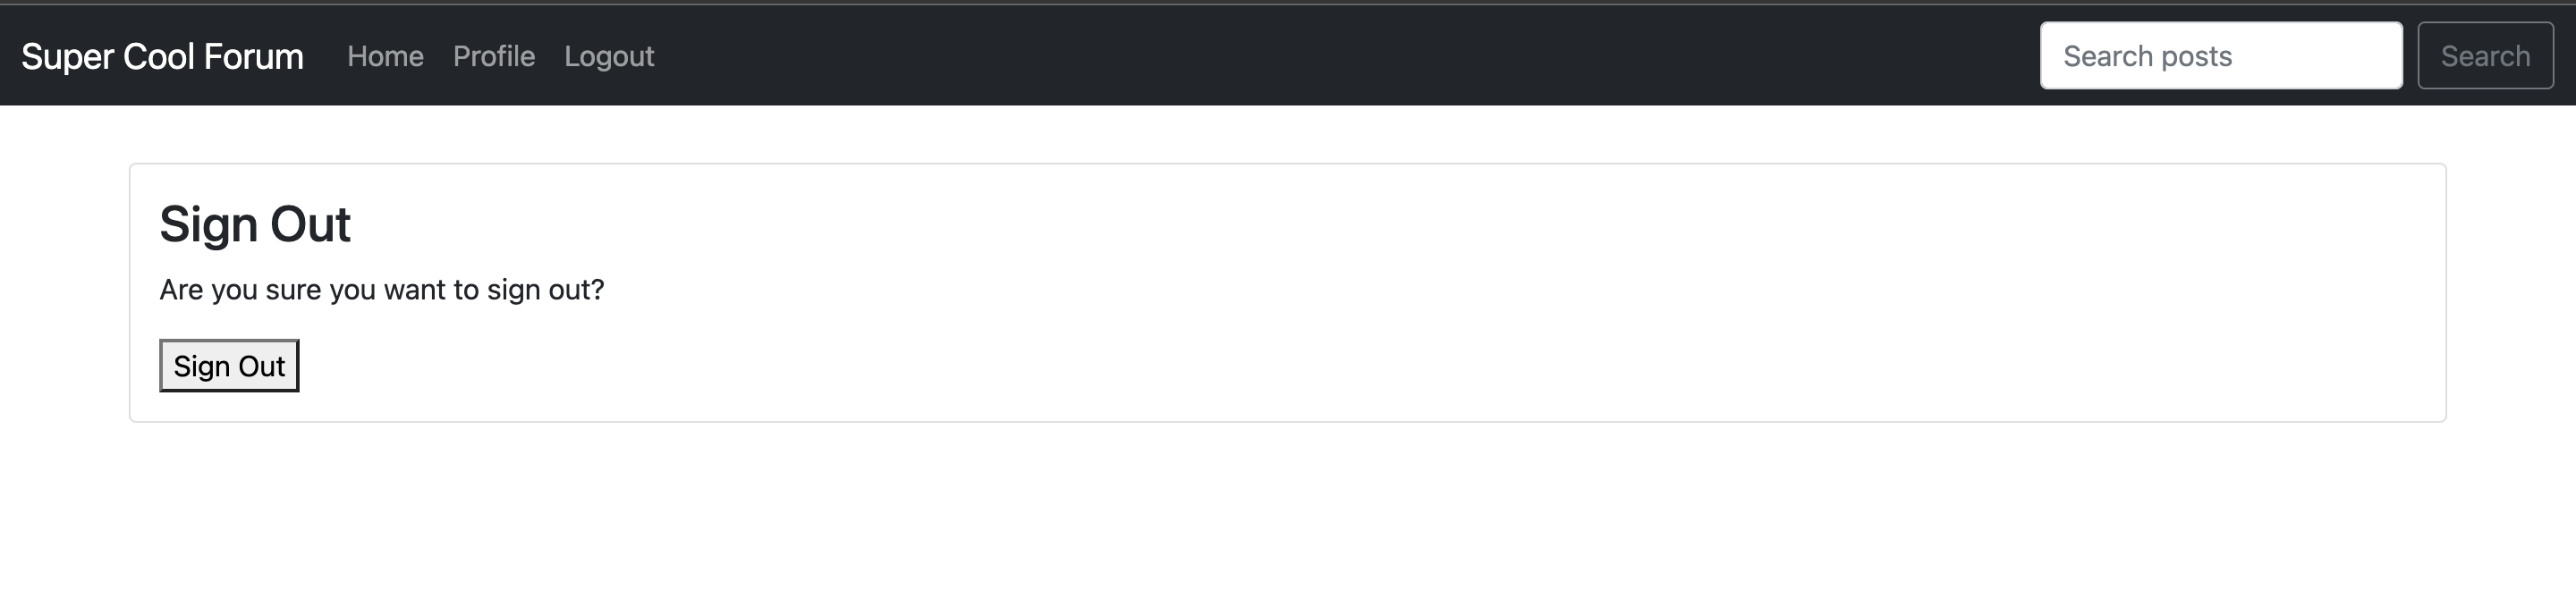 Super Cool Forum Home Profile Logout Search posts Search
Sign Out
Are you sure you want to sign out?
Sign Out